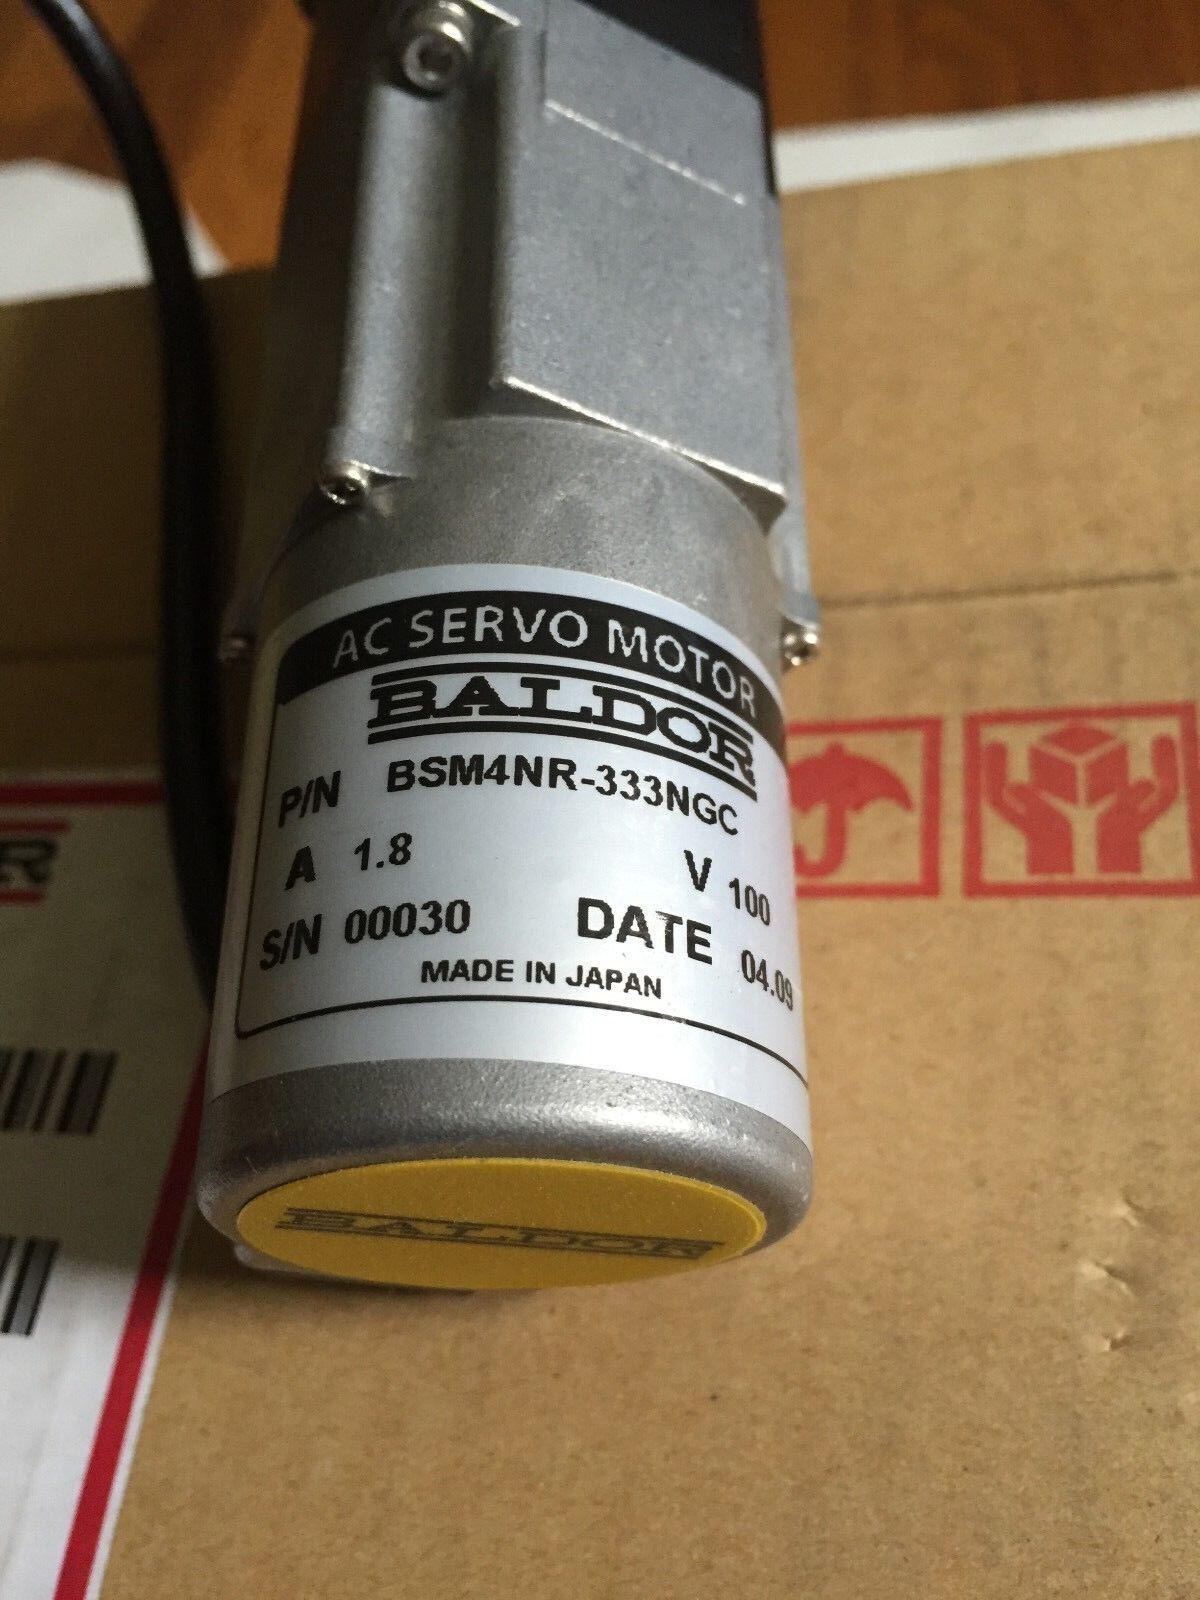 AC SERVO MOTOR
BALDOR
P/N BSM4NR-333NGC
A 1.8 V 100
S/N 00030 DATE 04.09
MADE IN JAPAN
BALDOR
R